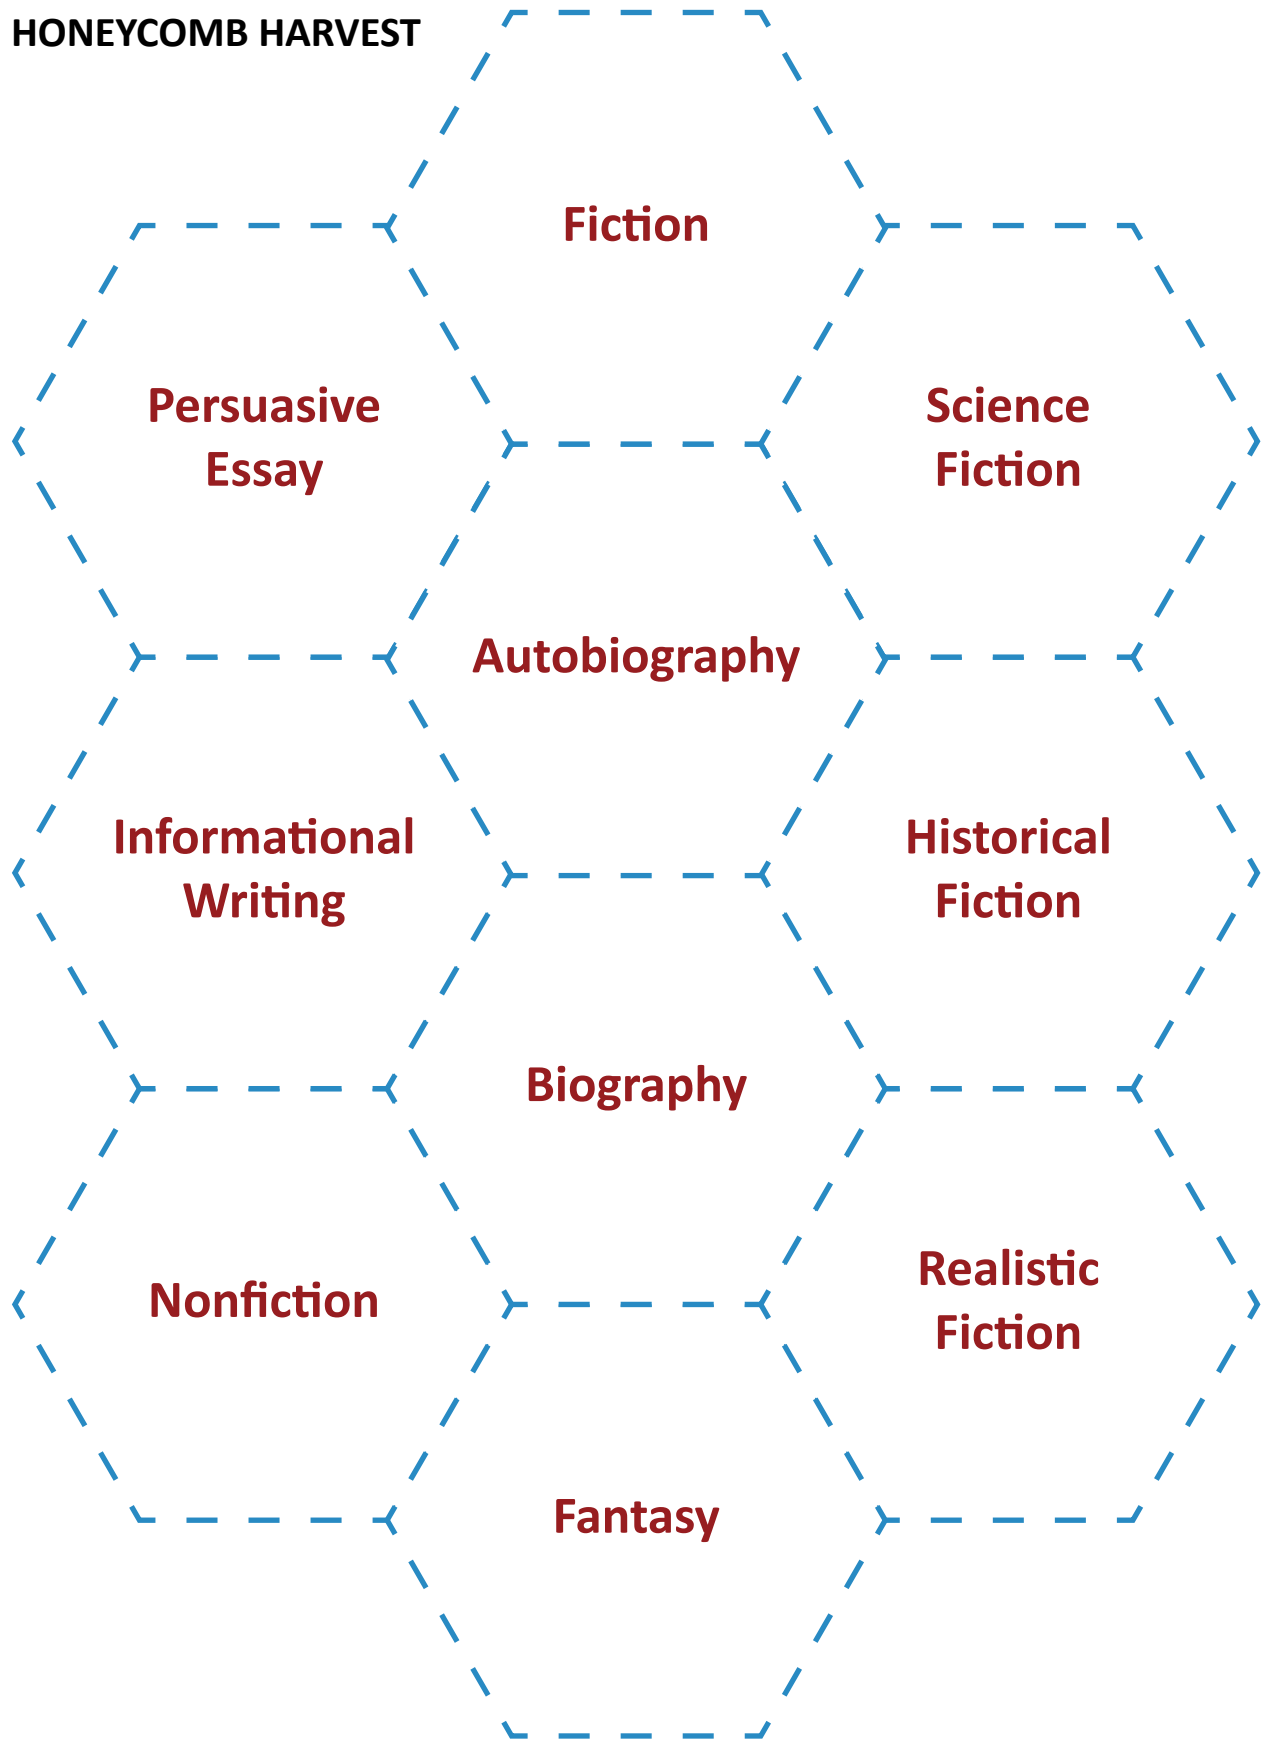 HONEYCOMB HARVEST
Fiction
Persuasive
Essay
Science
Fiction
Autobiography
Informational
Writing
Historical
Fiction
Biography
Nonfiction
Realistic
Fiction
Fantasy